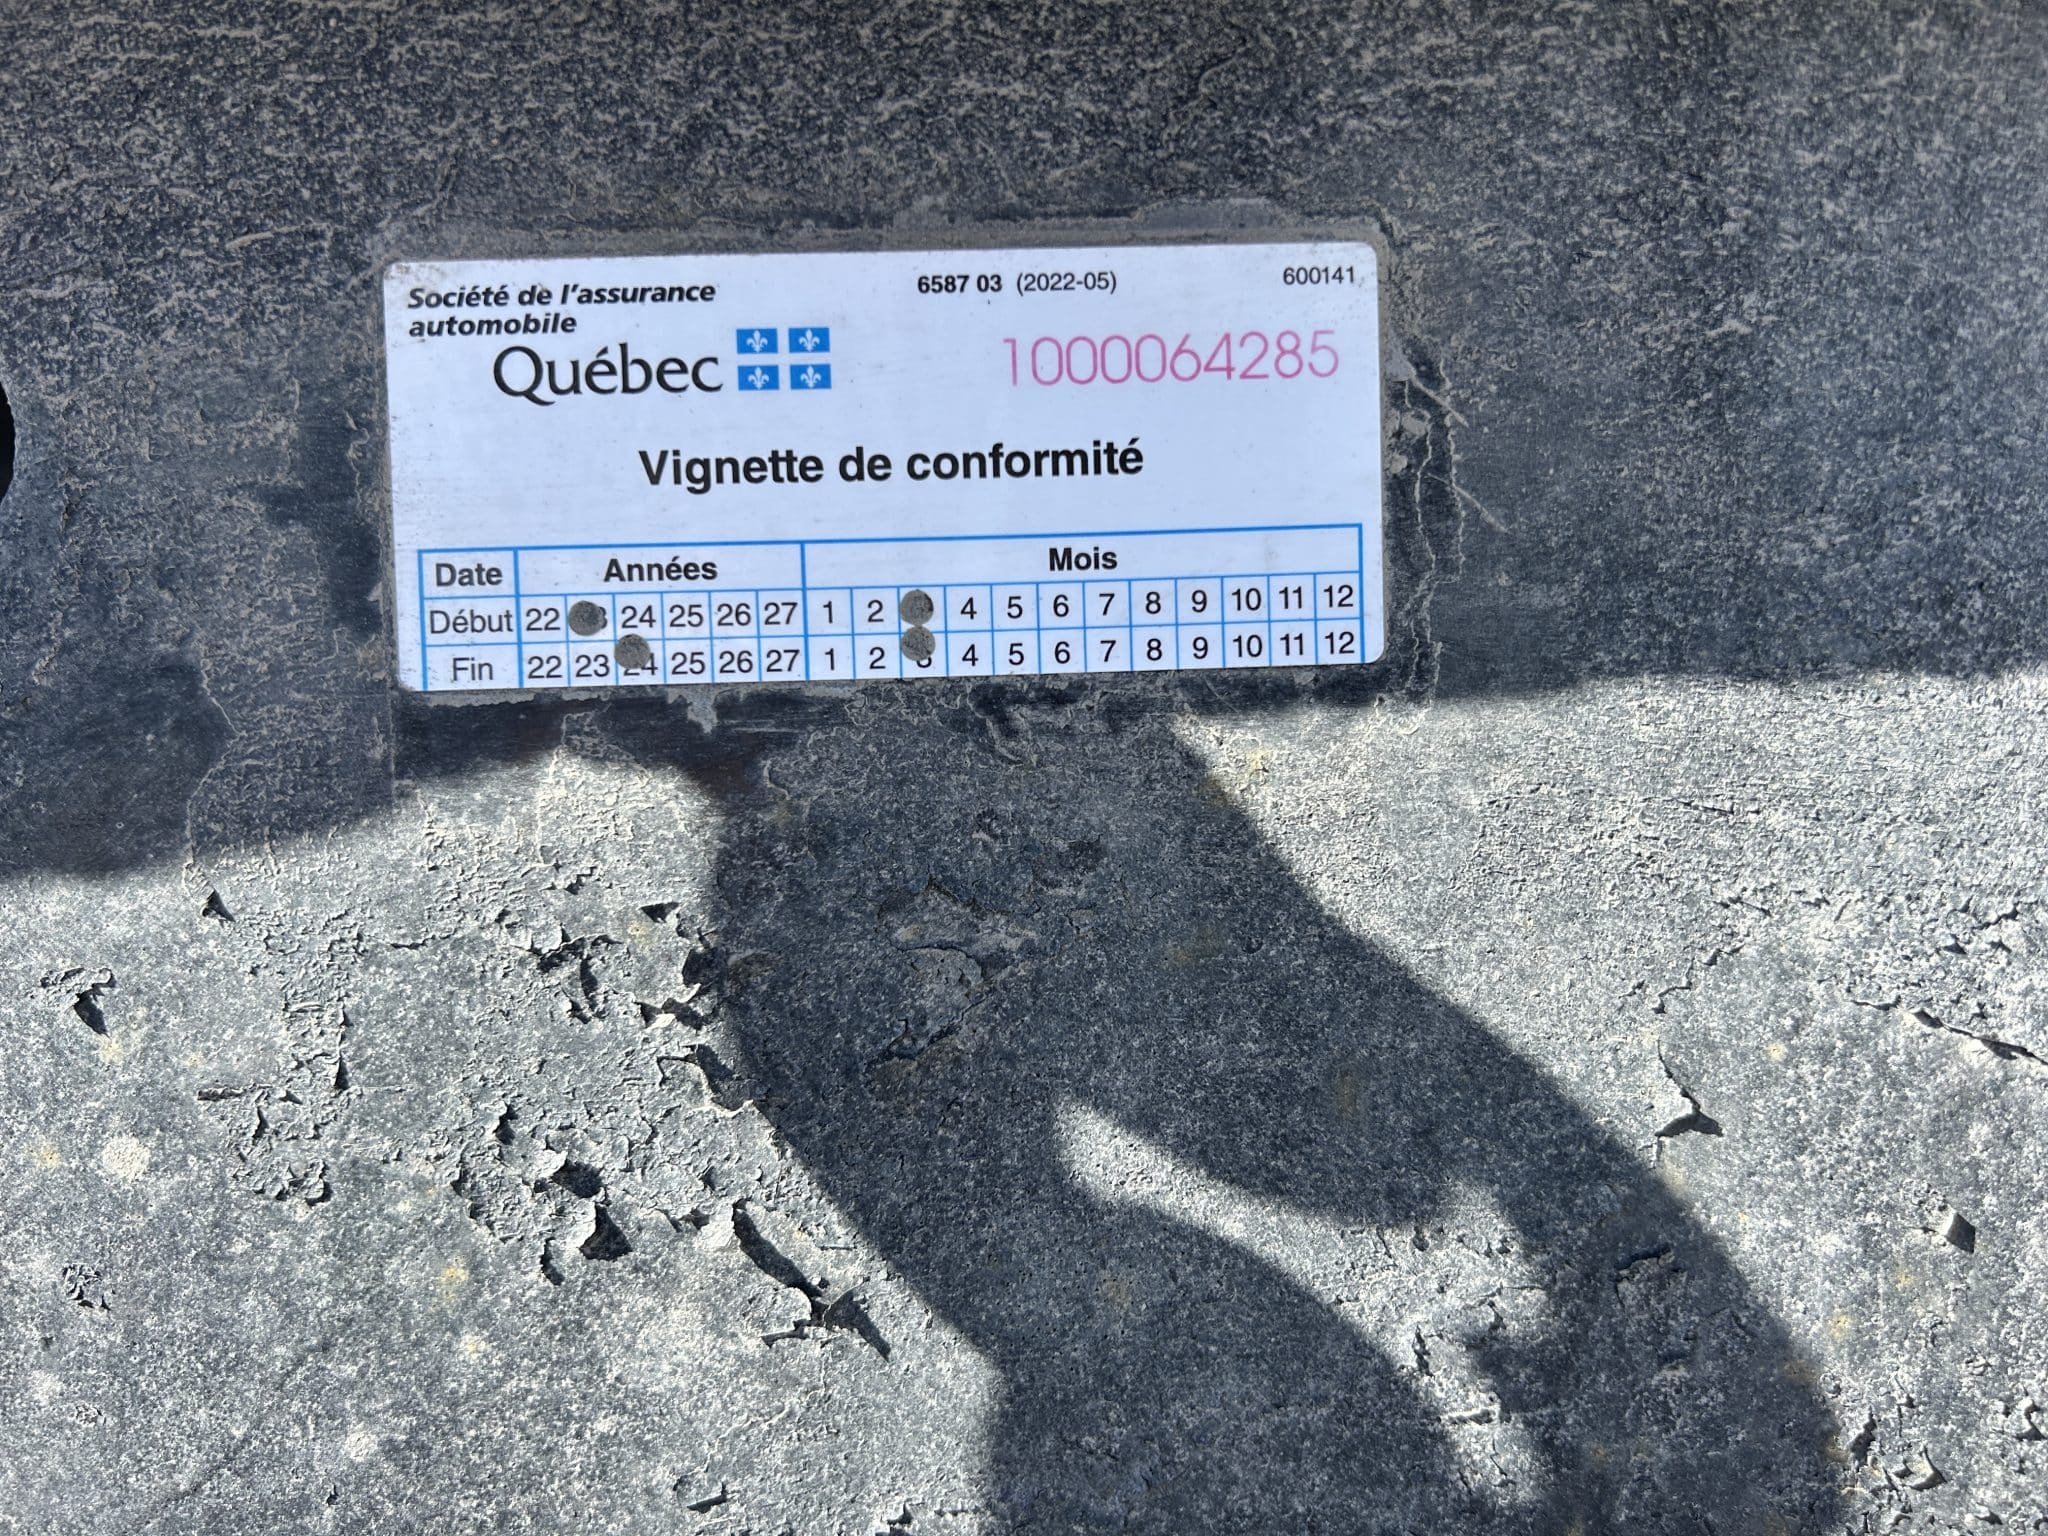 Société de l'assurance
automobile
Québec
6587 03 (2022-05)
600141
1000064285
Vignette de conformité
Date Années Mois
Début 22 24 25 26 27 1 2 4 5 6 7 8 9 10 11 12
Fin 22 23 24 25 26 27 1 2 3 4 5 6 7 8 9 10 11 12